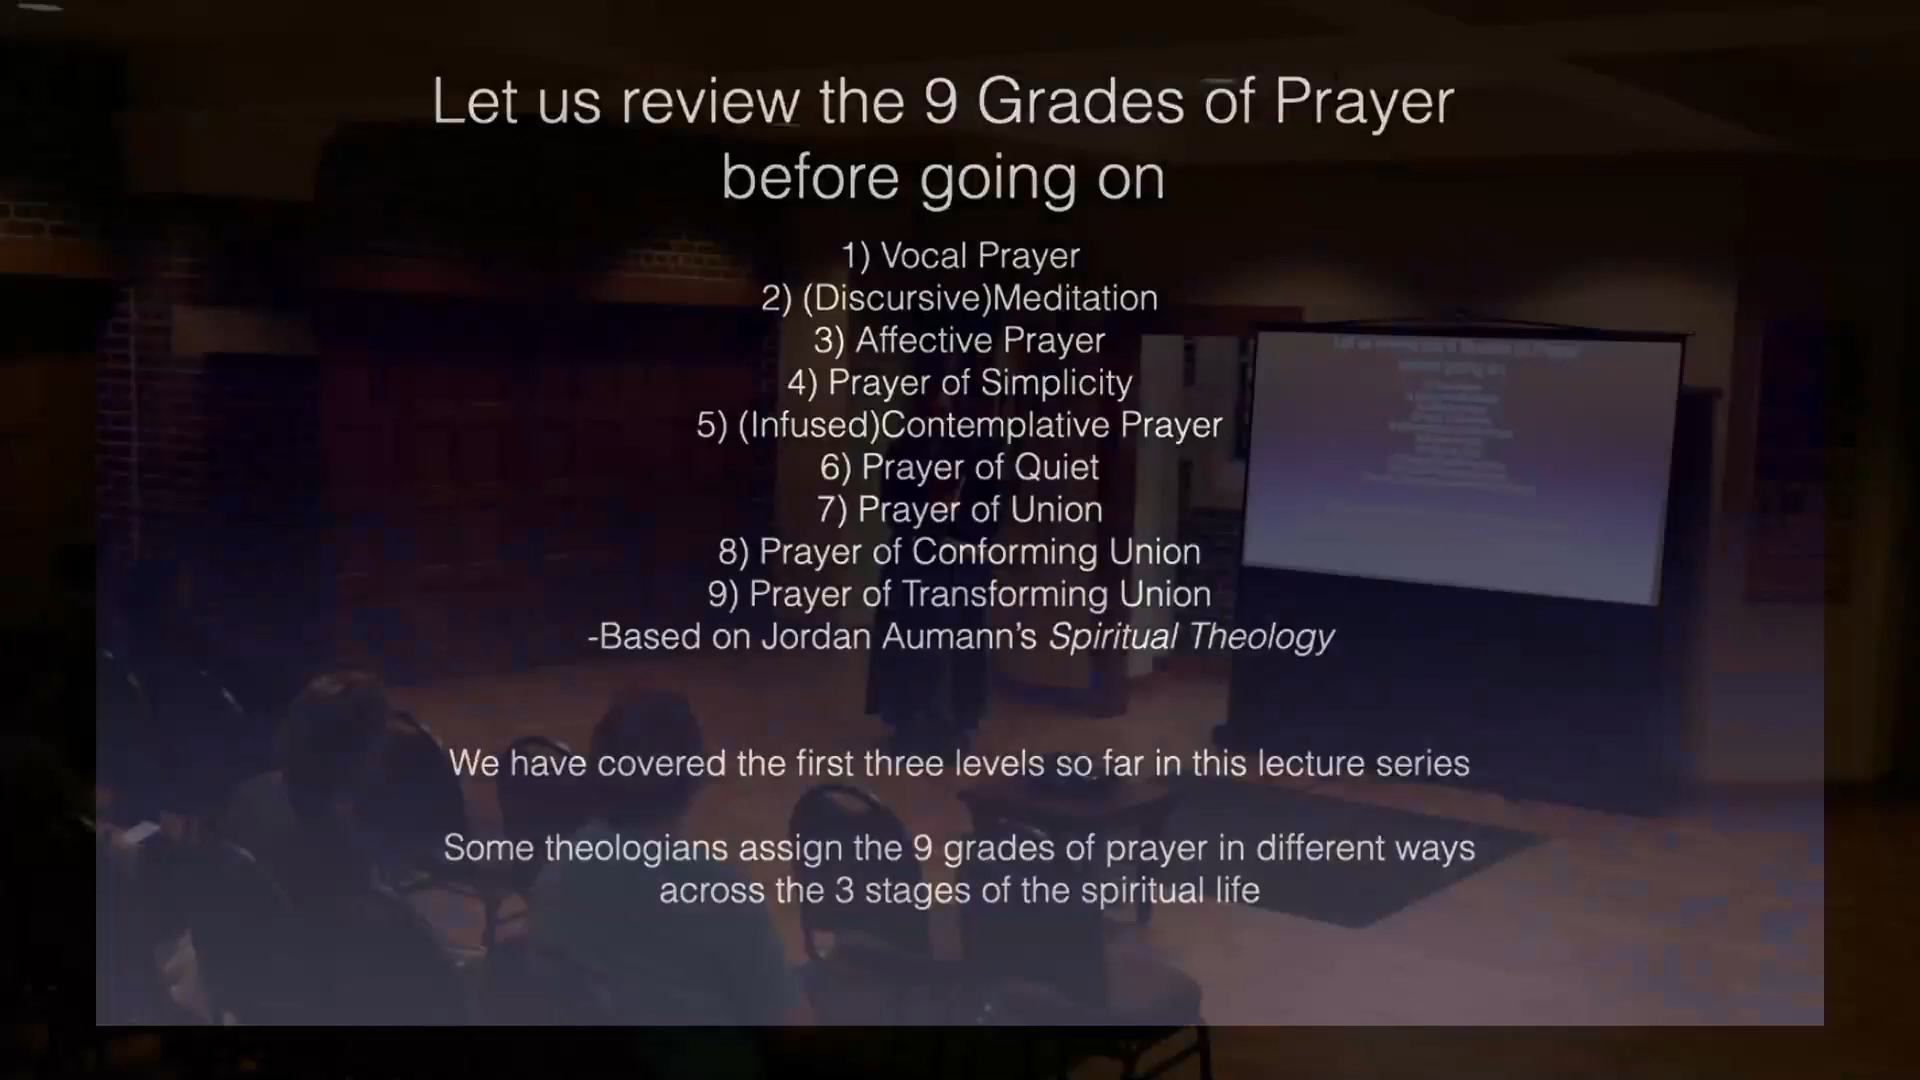 Let us review the 9 Grades of Prayer
before going on
1) Vocal Prayer
2) (Discursive)Meditation
3) Affective Prayer
4) Prayer of Simplicity
5) (Infused)Contemplative Prayer
6) Prayer of Quiet
7) Prayer of Union
8) Prayer of Conforming Union
9) Prayer of Transforming Union
-Based on Jordan Aumann’s Spiritual Theology
We have covered the first three levels so far in this lecture series
Some theologians assign the 9 grades of prayer in different ways
across the 3 stages of the spiritual life